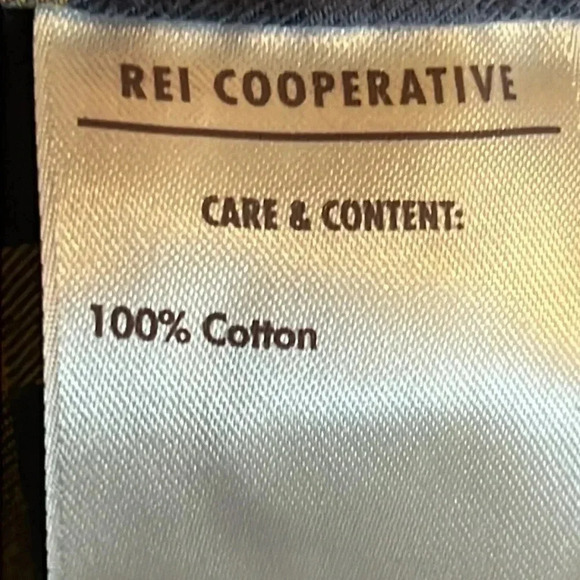 REI COOPERATIVE
CARE & CONTENT:
100% Cotton